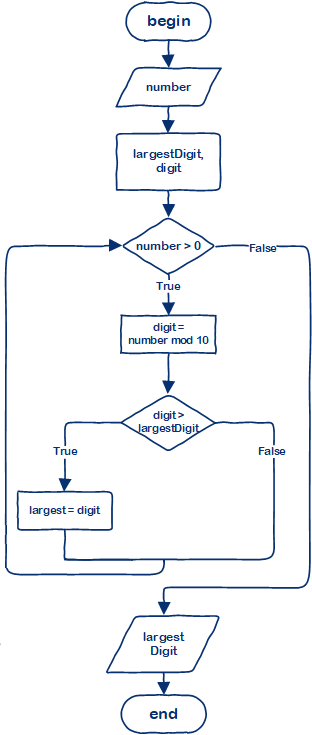 begin
number
largestDigit,
digit
number > 0
False
True
digit =
number mod 10
digit >
largestDigit
True
False
largest = digit
largest
Digit
end